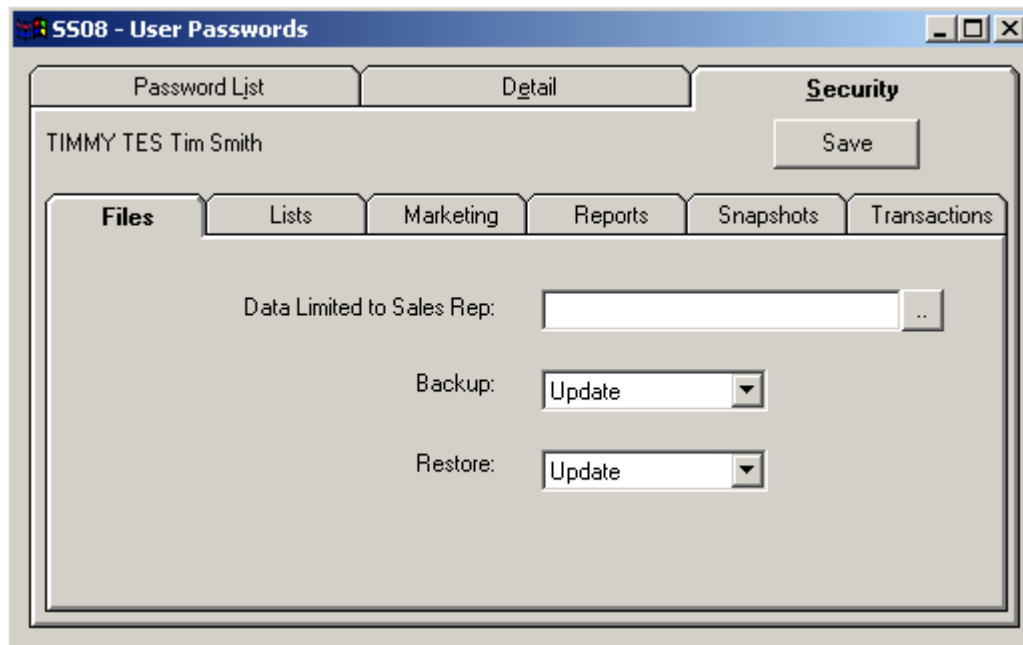 SS08 - User Passwords
Password List Detail Security
TIMMY TES Tim Smith Save
Files Lists Marketing Reports Snapshots Transactions
Data Limited to Sales Rep: ..
Backup: Update
Restore: Update